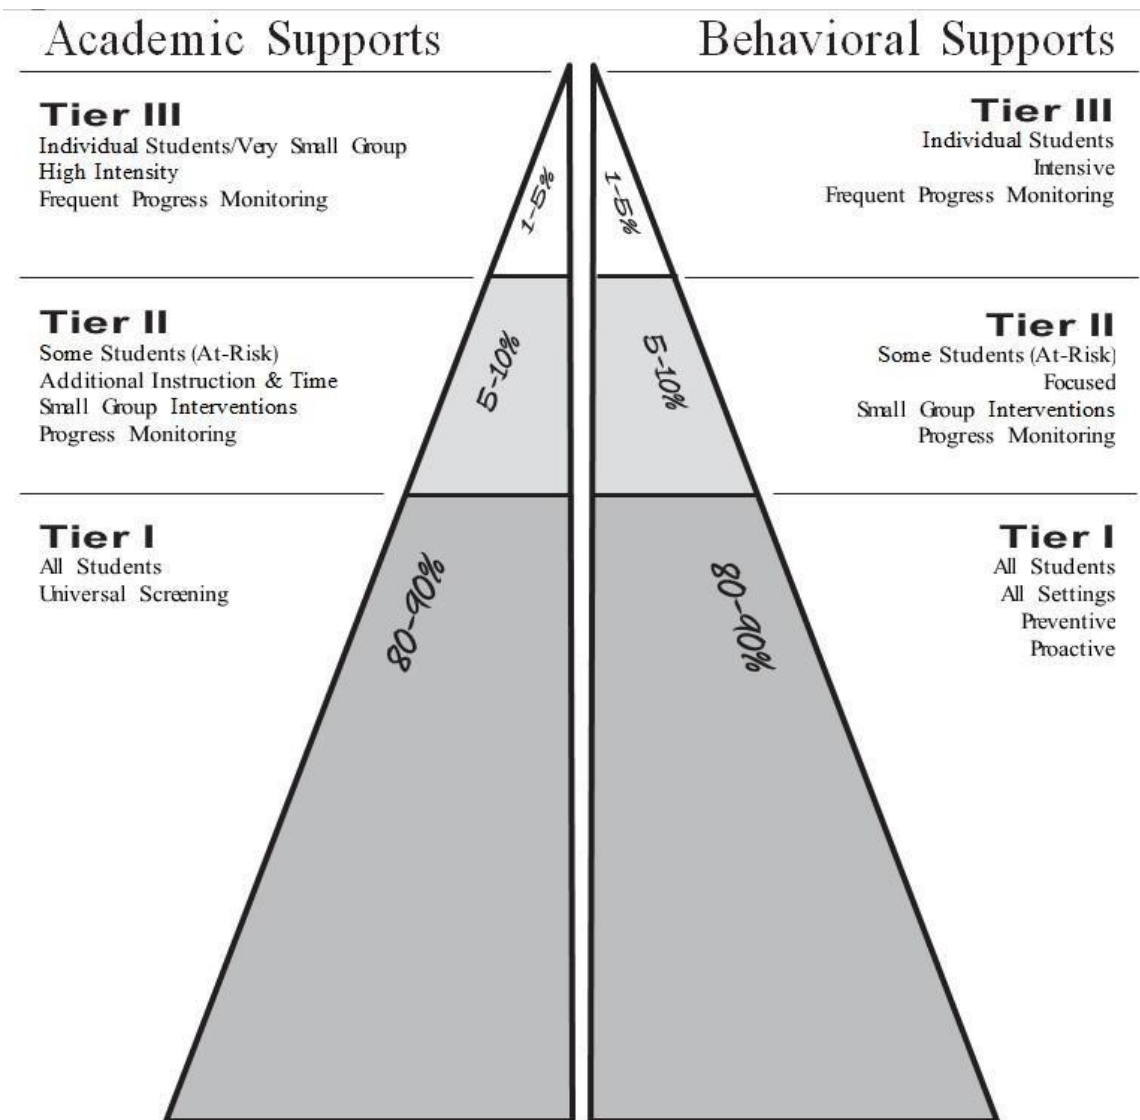 Academic Supports
Tier III
Individual Students/Very Small Group
High Intensity
Frequent Progress Monitoring
1-5%
Tier II
Some Students (At-Risk)
Additional Instruction & Time
Small Group Interventions
Progress Monitoring
5-10%
Tier I
All Students
Universal Screening
80-90%
Behavioral Supports
Tier III
Individual Students
Intensive
Frequent Progress Monitoring
1-5%
Tier II
Some Students (At-Risk)
Focused
Small Group Interventions
Progress Monitoring
5-10%
Tier I
All Students
All Settings
Preventive
Proactive
80-90%